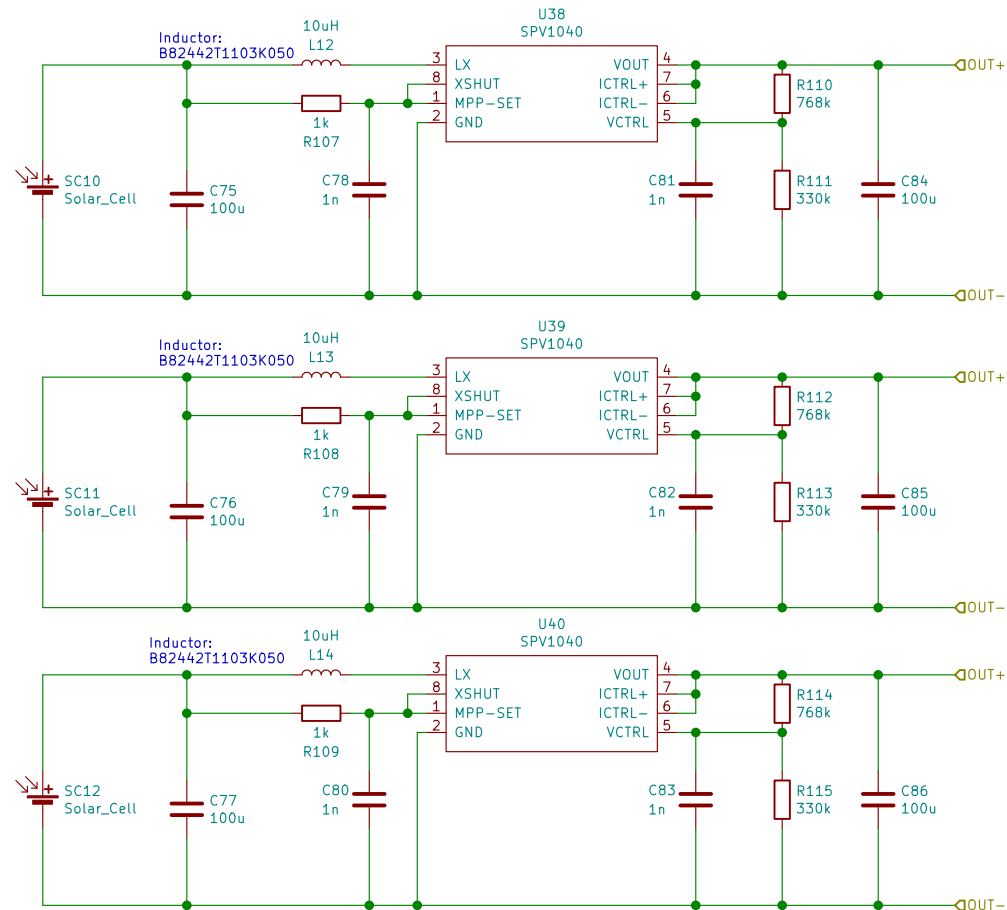 U38
SPV1040
Inductor:
B82442T1103K050
10uH
L12
3 LX
8 XSHUT
1 MPP-SET
2 GND
VOUT 4
ICTRL+ 7
ICTRL- 6
VCTRL 5
OUT+
R110
768k
1k
R107
SC10
Solar_Cell
C75
100u
C78
1n
C81
1n
R111
330k
C84
100u
OUT-
U39
SPV1040
Inductor:
B82442T1103K050
10uH
L13
3 LX
8 XSHUT
1 MPP-SET
2 GND
VOUT 4
ICTRL+ 7
ICTRL- 6
VCTRL 5
OUT+
R112
768k
1k
R108
SC11
Solar_Cell
C76
100u
C79
1n
C82
1n
R113
330k
C85
100u
OUT-
U40
SPV1040
Inductor:
B82442T1103K050
10uH
L14
3 LX
8 XSHUT
1 MPP-SET
2 GND
VOUT 4
ICTRL+ 7
ICTRL- 6
VCTRL 5
OUT+
R114
768k
1k
R109
SC12
Solar_Cell
C77
100u
C80
1n
C83
1n
R115
330k
C86
100u
OUT-